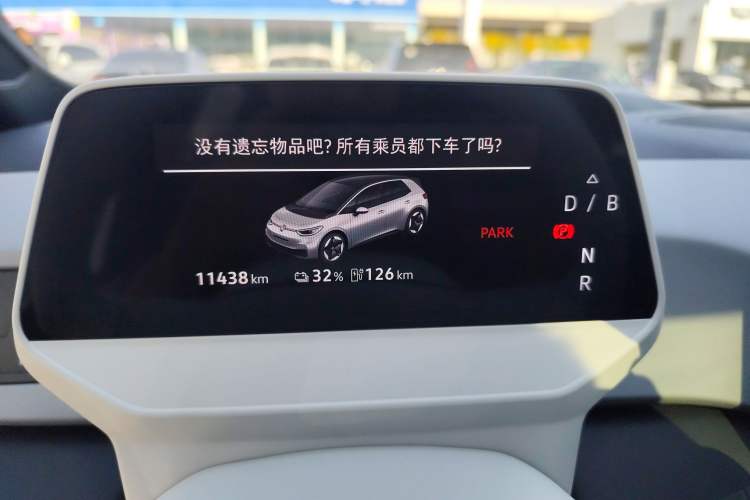 没有遗忘物品吧？所有乘员都下车了吗？
D / B
PARK
P
N
11438 km 32 % 126 km
R